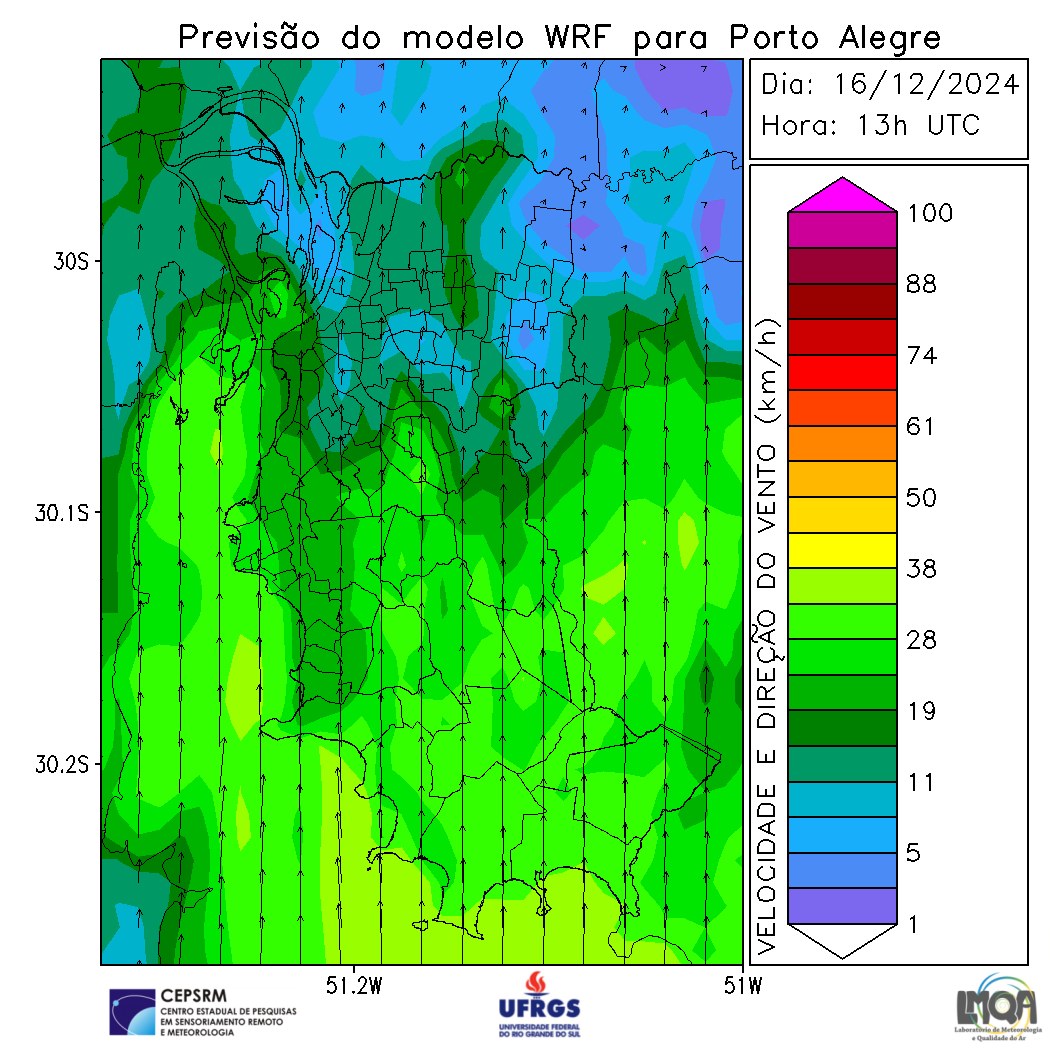 Previsão do modelo WRF para Porto Alegre
Dia: 16/12/2024
Hora: 13h UTC
30S
30.1S
30.2S
51.2W
51W
VELOCIDADE E DIREÇÃO DO VENTO (km/h)
100
88
74
61
50
38
28
19
11
5
1
CEPSRM
CENTRO ESTADUAL DE PESQUISAS
EM SENSORIAMENTO REMOTO
E METEOROLOGIA
UFRGS
UNIVERSIDADE FEDERAL
DO RIO GRANDE DO SUL
LMQA
Laboratório de Meteorologia
e Qualidade do Ar